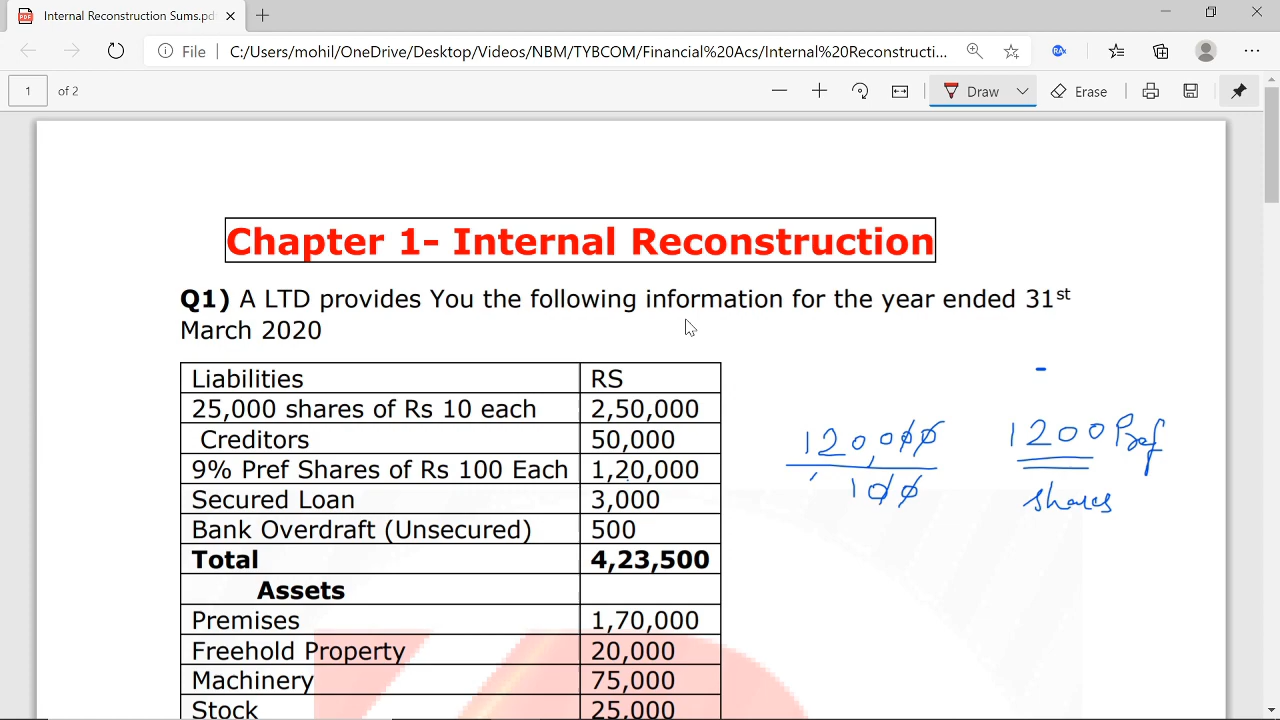 Internal Reconstruction Sums.pd
File
C:/Users/mohil/OneDrive/Desktop/Videos/NBM/TYBCOM/Financial%20Acs/Internal%20Reconstructi...
1 of 2
Draw
Erase
Chapter 1- Internal Reconstruction
Q1) A LTD provides You the following information for the year ended 31st
March 2020
Liabilities RS
25,000 shares of Rs 10 each 2,50,000
Creditors 50,000
9% Pref Shares of Rs 100 Each 1,20,000
Secured Loan 3,000
Bank Overdraft (Unsecured) 500
Total 4,23,500
Assets
Premises 1,70,000
Freehold Property 20,000
Machinery 75,000
Stock 25,000
120,000
100
1200 Pref
shares